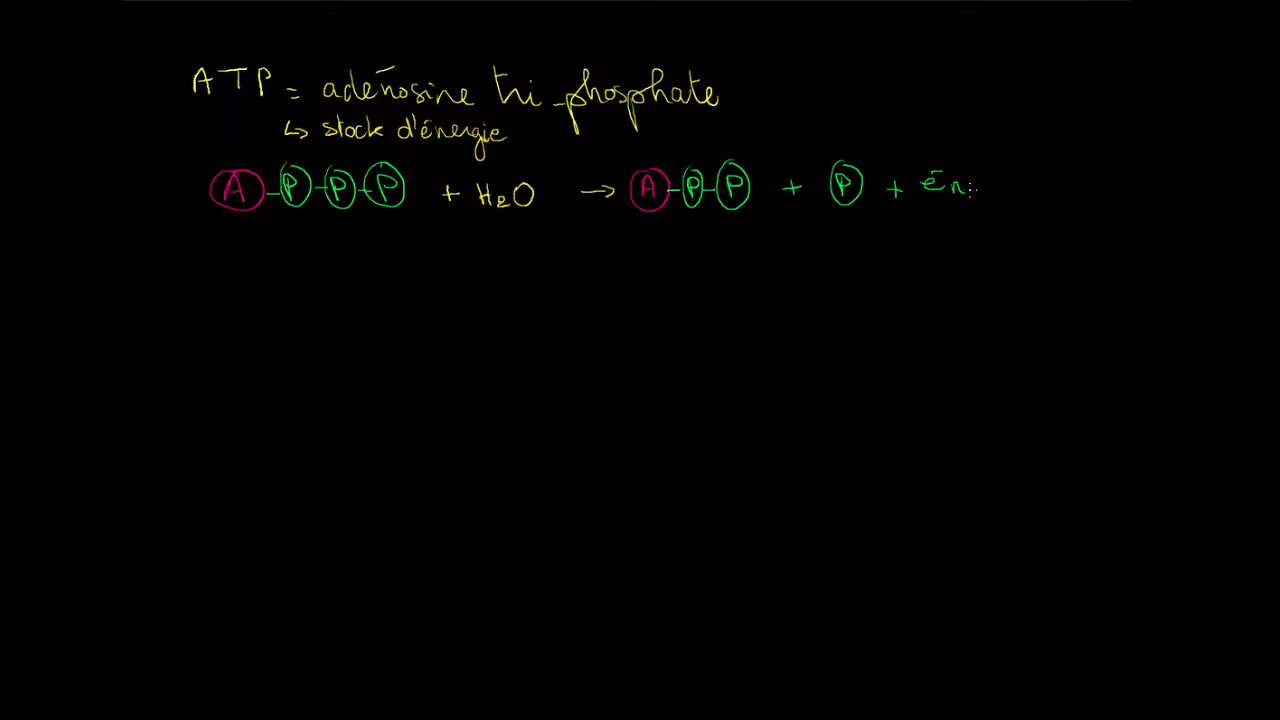 ATP = adénosine tri-phosphate
↳ stock d'énergie
A-P-P-P + H2O → A-P-P + P + én